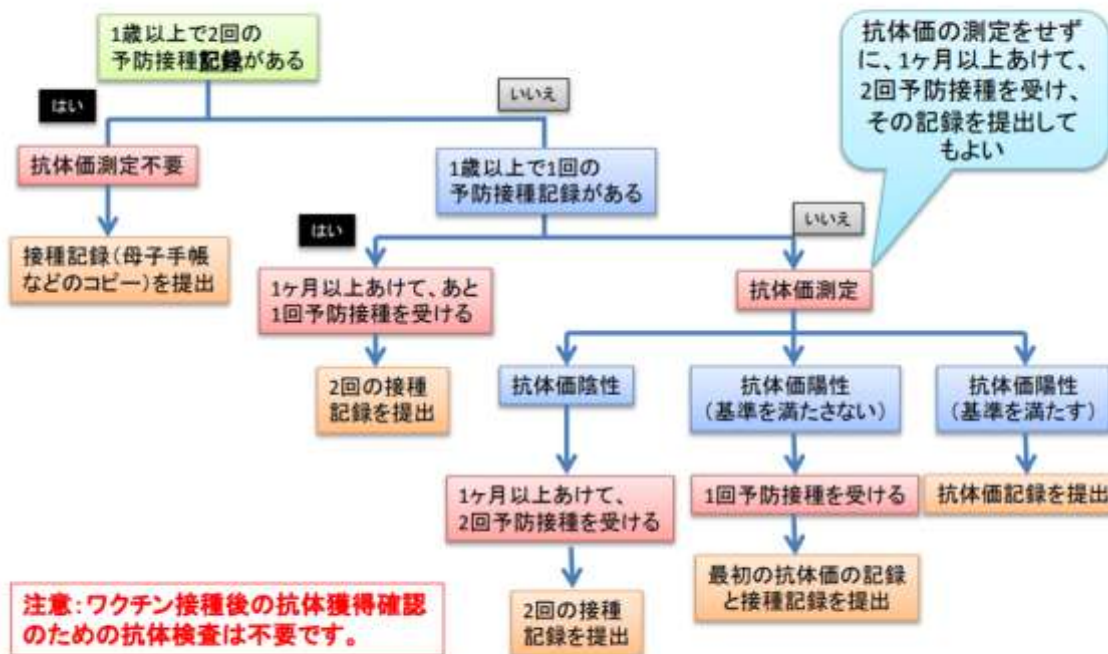 1歳以上で2回の
予防接種記録がある
抗体価の測定をせず
に、1ヶ月以上あけて、
2回予防接種を受け、
その記録を提出して
もよい
はい
いいえ
抗体価測定不要
1歳以上で1回の
予防接種記録がある
はい
いいえ
接種記録(母子手帳
などのコピー)を提出
1ヶ月以上あけて、あと
1回予防接種を受ける
抗体価測定
2回の接種
記録を提出
抗体価陰性
抗体価陽性
(基準を満たさない)
抗体価陽性
(基準を満たす)
1ヶ月以上あけて、
2回予防接種を受ける
1回予防接種を受ける
抗体価記録を提出
2回の接種
記録を提出
最初の抗体価の記録
と接種記録を提出
注意:ワクチン接種後の抗体獲得確認
のための抗体検査は不要です。